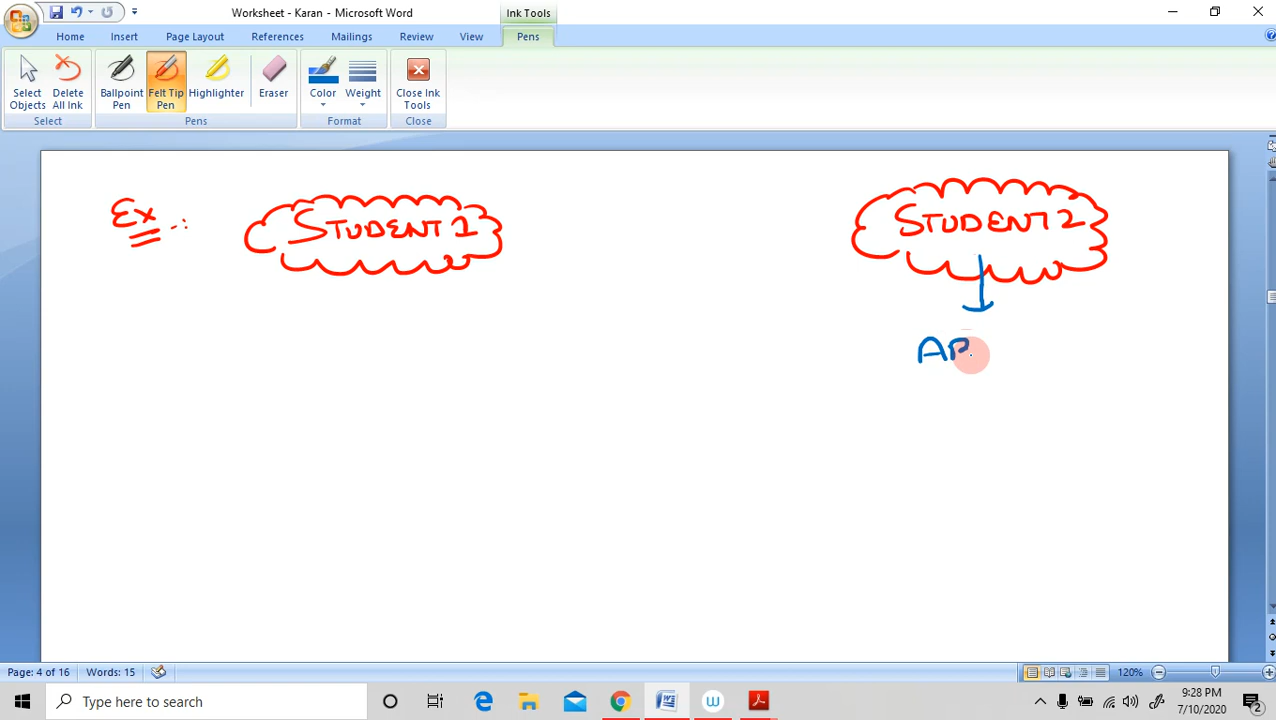 Worksheet - Karan - Microsoft Word
Ink Tools
Home Insert Page Layout References Mailings Review View Pens
Select Objects
Delete All Ink
Ballpoint Pen
Felt Tip Pen
Highlighter
Eraser
Color
Weight
Close Ink Tools
Select Pens Format Close
Ex STUDENT 1 STUDENT 2
AP
Page: 4 of 16 Words: 15 120%
Type here to search
9:28 PM
7/10/2020
2